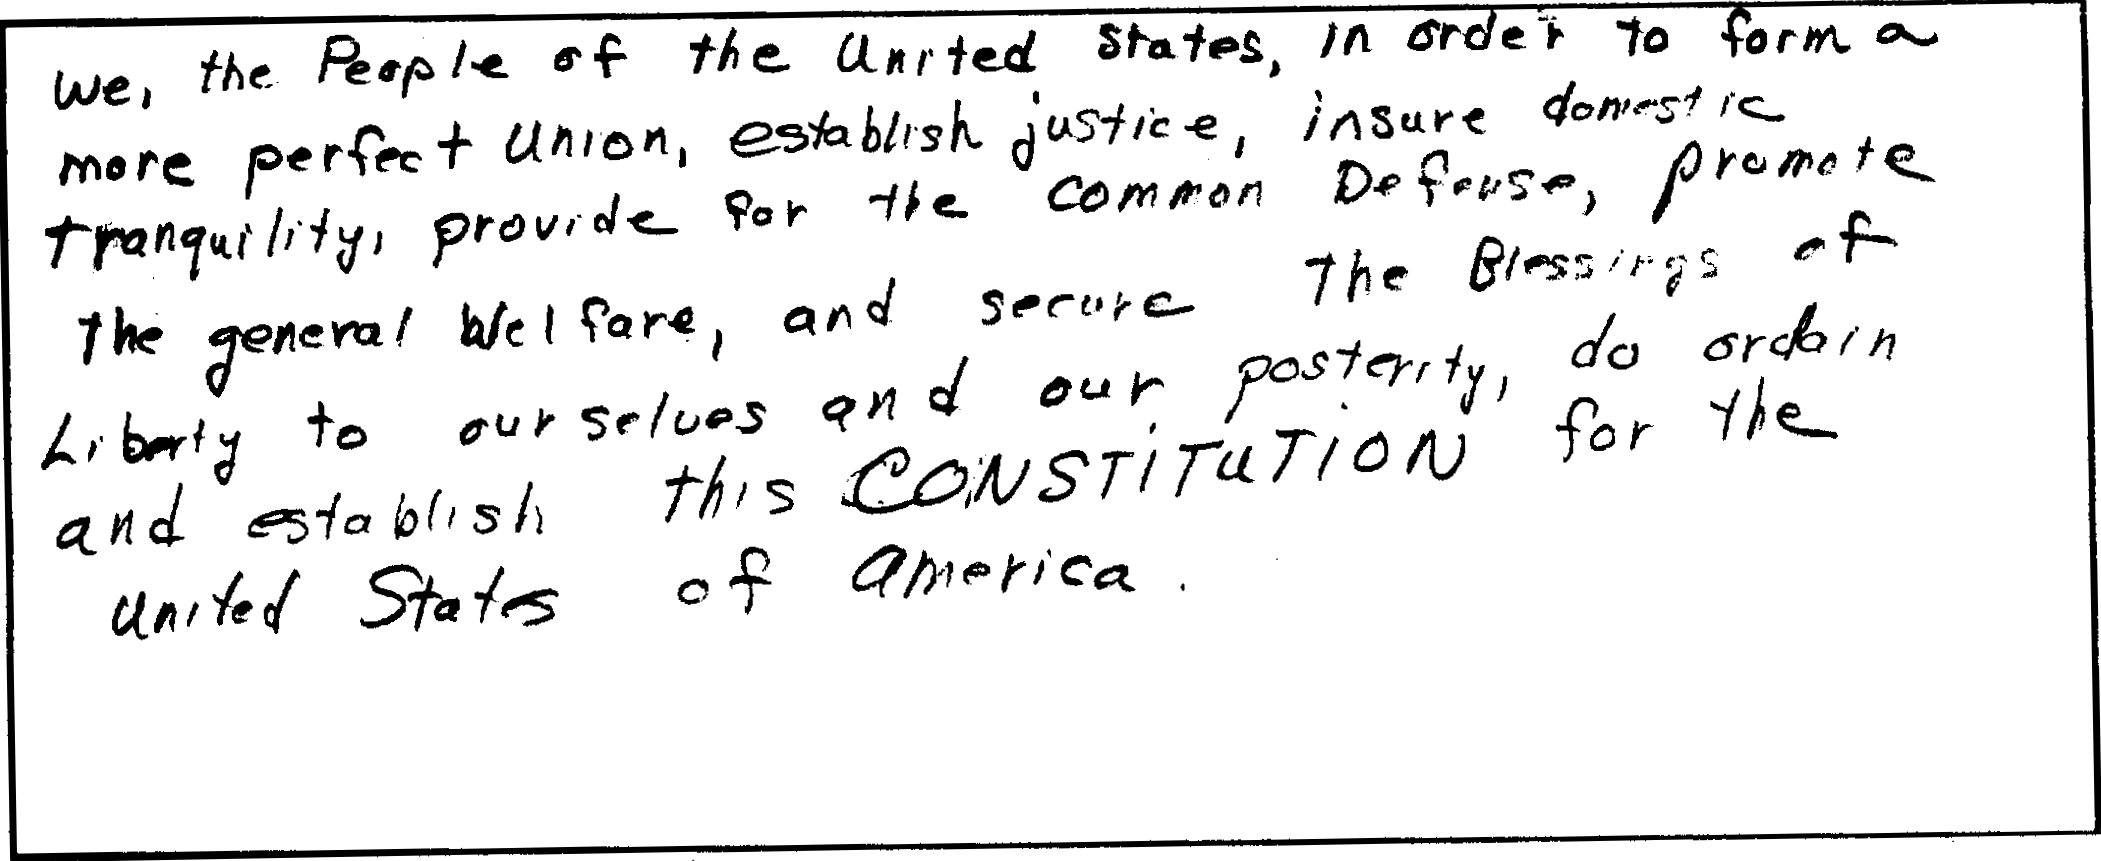 We, the People of the United States, in order to form a
more perfect Union, establish justice, insure domestic
tranquility, provide for the common Defense, promote
the general Welfare, and secure the Blessings of
Liberty to ourselves and our posterity, do ordain
and establish this CONSTITUTION for the
United States of America.